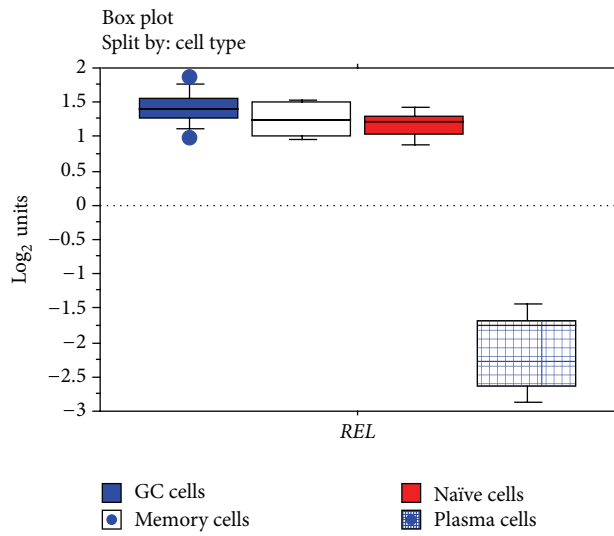 Box plot
Split by: cell type
Log₂ units
2
1.5
1
0.5
0
−0.5
−1
−1.5
−2
−2.5
−3
REL
GC cells
Memory cells
Naïve cells
Plasma cells